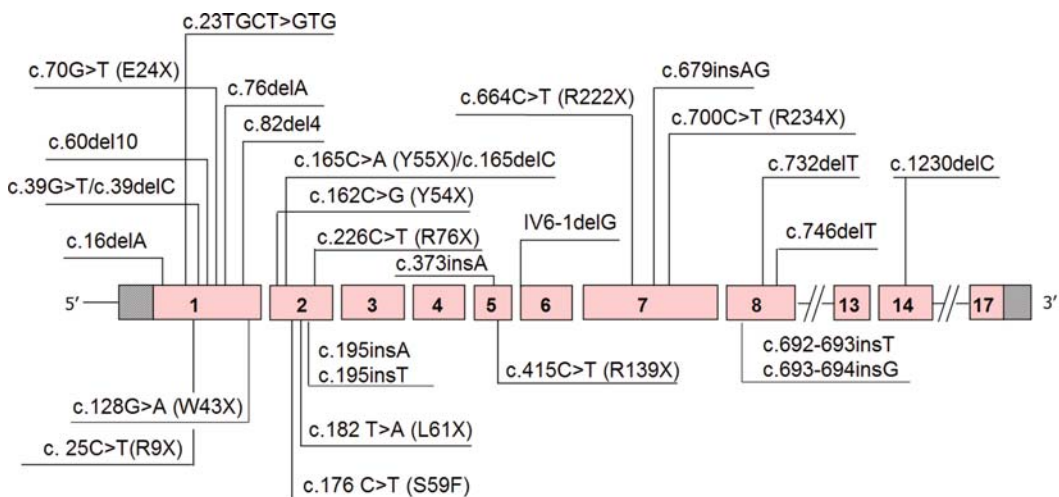 c.23TGCT>GTG
c.70G>T (E24X)
c.679insAG
c.76delA
c.664C>T (R222X)
c.700C>T (R234X)
c.82del4
c.60del10
c.165C>A (Y55X)/c.165delC
c.732delT
c.1230delC
c.39G>T/c.39delC
c.162C>G (Y54X)
IV6-1delG
c.16delA
c.226C>T (R76X)
c.746delT
c.373insA
5′
1
2
3
4
5
6
7
8
13
14
17
3′
c.195insA
c.195insT
c.692-693insT
c.693-694insG
c.415C>T (R139X)
c.128G>A (W43X)
c.182 T>A (L61X)
c. 25C>T(R9X)
c.176 C>T (S59F)